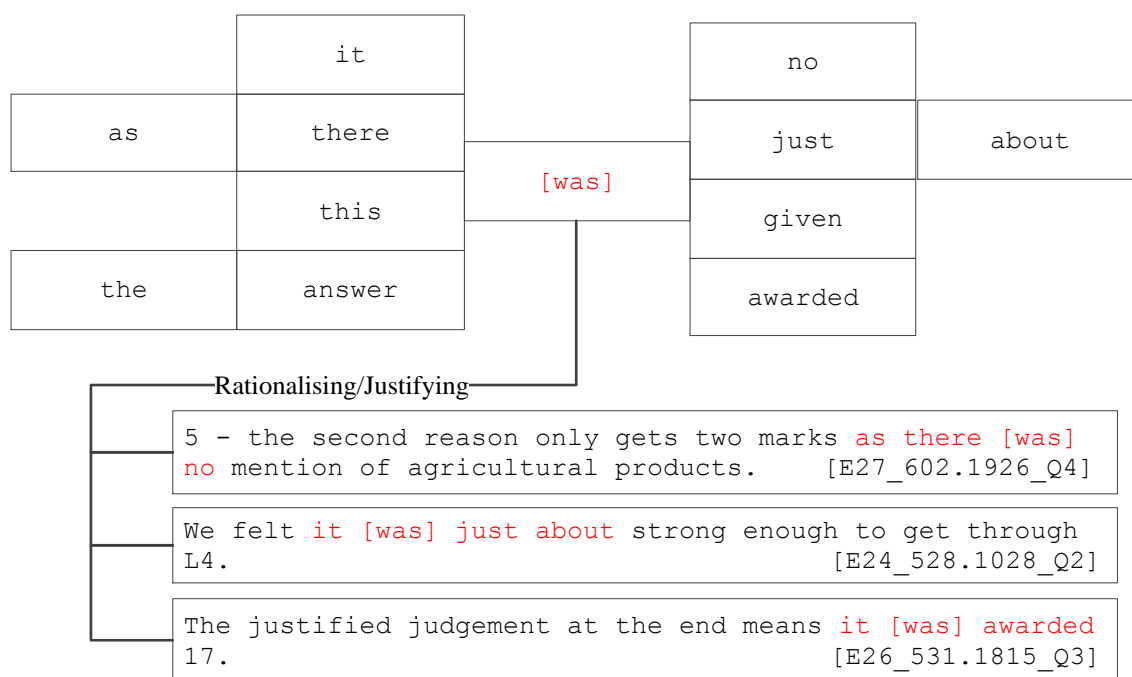 it
no
as there
just about
[was]
this
given
the answer
awarded
Rationalising/Justifying
5 - the second reason only gets two marks as there [was]
no mention of agricultural products. [E27_602.1926_Q4]
We felt it [was] just about strong enough to get through
L4. [E24_528.1028_Q2]
The justified judgement at the end means it [was] awarded
17. [E26_531.1815_Q3]